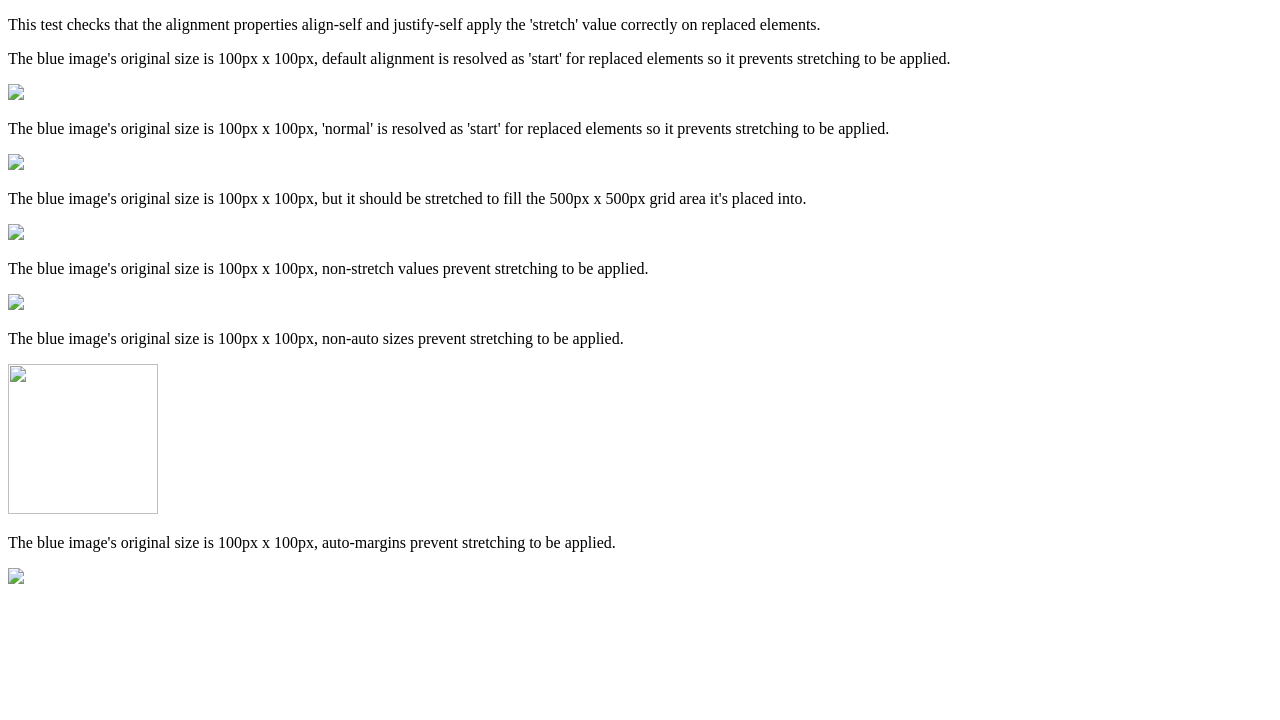 This test checks that the alignment properties align-self and justify-self apply the 'stretch' value correctly on replaced elements.
The blue image's original size is 100px x 100px, default alignment is resolved as 'start' for replaced elements so it prevents stretching to be applied.
The blue image's original size is 100px x 100px, 'normal' is resolved as 'start' for replaced elements so it prevents stretching to be applied.
The blue image's original size is 100px x 100px, but it should be stretched to fill the 500px x 500px grid area it's placed into.
The blue image's original size is 100px x 100px, non-stretch values prevent stretching to be applied.
The blue image's original size is 100px x 100px, non-auto sizes prevent stretching to be applied.
The blue image's original size is 100px x 100px, auto-margins prevent stretching to be applied.